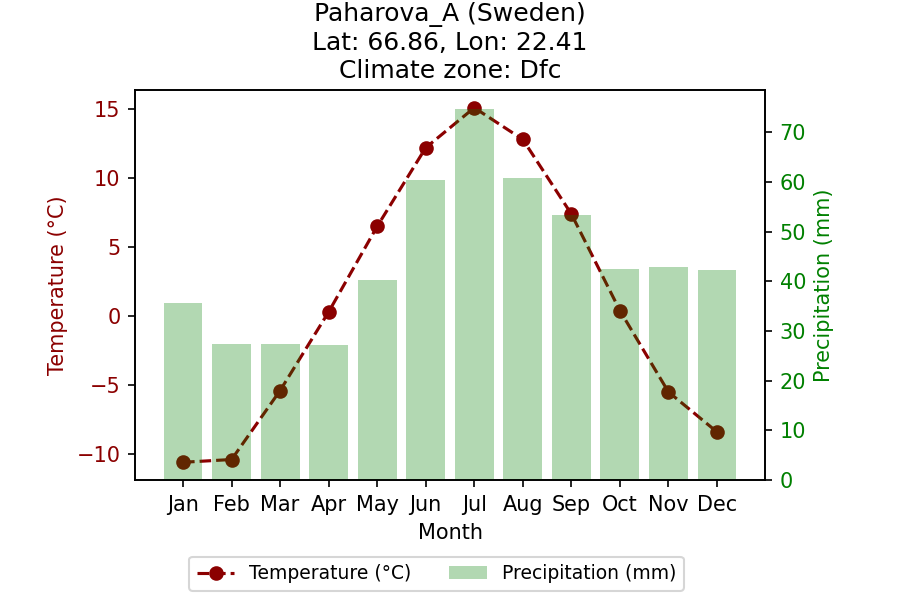 Paharova_A (Sweden)
Lat: 66.86, Lon: 22.41
Climate zone: Dfc
15
10
5
0
−5
−10
Temperature (°C)
70
60
50
40
30
20
10
0
Precipitation (mm)
Jan Feb Mar Apr May Jun Jul Aug Sep Oct Nov Dec
Month
Temperature (°C) Precipitation (mm)